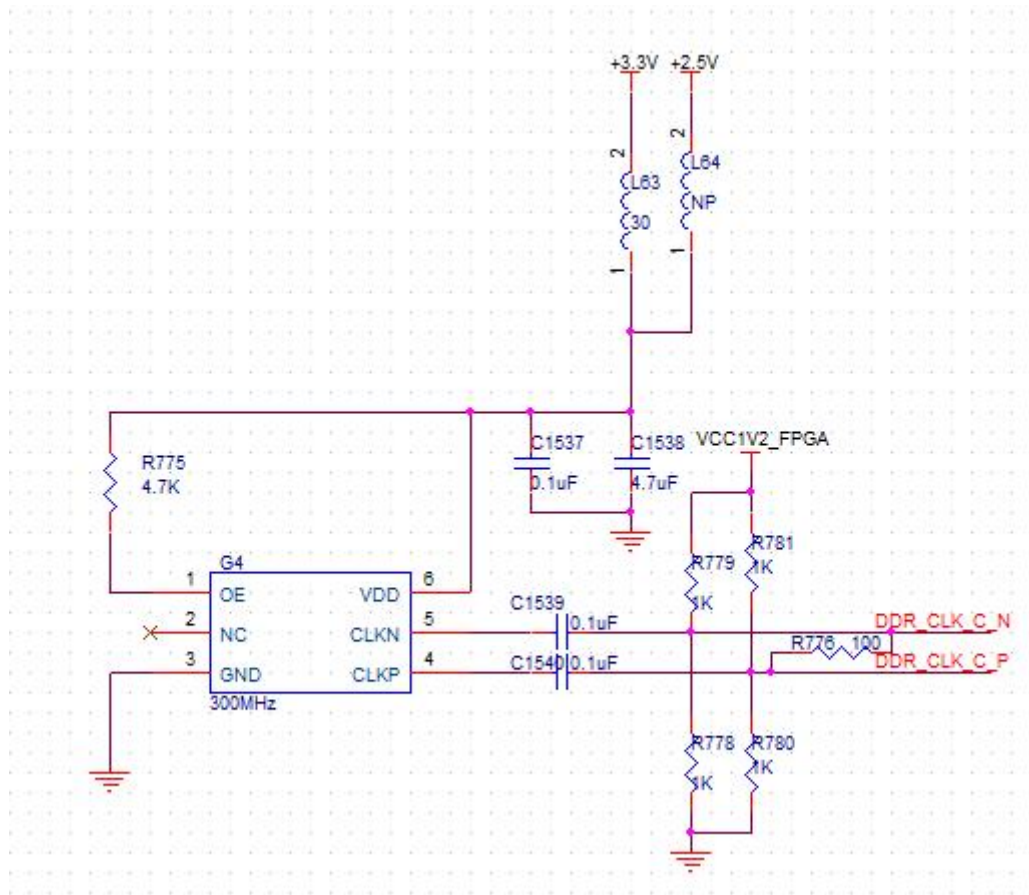 +3.3V +2.5V
2
2
L64
L63
NP
30
1
1
C1537
C1538
VCC1V2_FPGA
R775
4.7K
0.1uF
4.7uF
R781
1K
G4
R779
1K
1 OE VDD 6
2 NC CLKN 5
3 GND CLKP 4
300MHz
C1539
0.1uF
C1540 0.1uF
DDR_CLK_C_N
R776 100
DDR_CLK_C_P
R778
1K
R780
1K